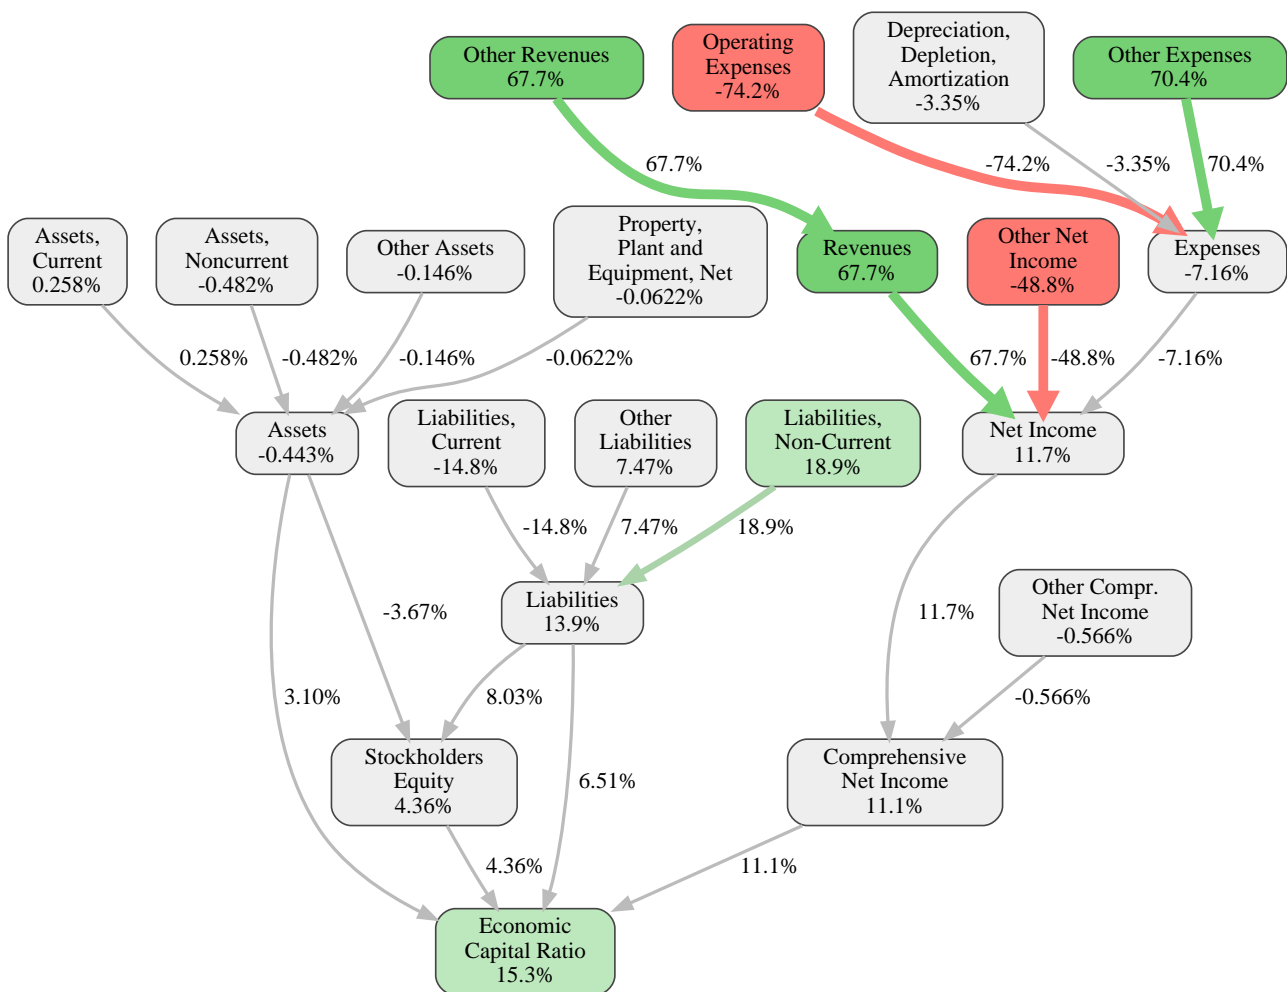 Other Revenues
67.7%
Operating
Expenses
-74.2%
Depreciation,
Depletion,
Amortization
-3.35%
Other Expenses
70.4%
67.7%
-74.2%
-3.35%
70.4%
Assets,
Current
0.258%
Assets,
Noncurrent
-0.482%
Other Assets
-0.146%
Property,
Plant and
Equipment, Net
-0.0622%
Revenues
67.7%
Other Net
Income
-48.8%
Expenses
-7.16%
0.258%
-0.482%
-0.146%
-0.0622%
67.7%
-48.8%
-7.16%
Assets
-0.443%
Liabilities,
Current
-14.8%
Other
Liabilities
7.47%
Liabilities,
Non-Current
18.9%
Net Income
11.7%
-14.8%
7.47%
18.9%
Liabilities
13.9%
Other Compr.
Net Income
-0.566%
-3.67%
11.7%
3.10%
8.03%
-0.566%
Stockholders
Equity
4.36%
6.51%
Comprehensive
Net Income
11.1%
4.36%
11.1%
Economic
Capital Ratio
15.3%